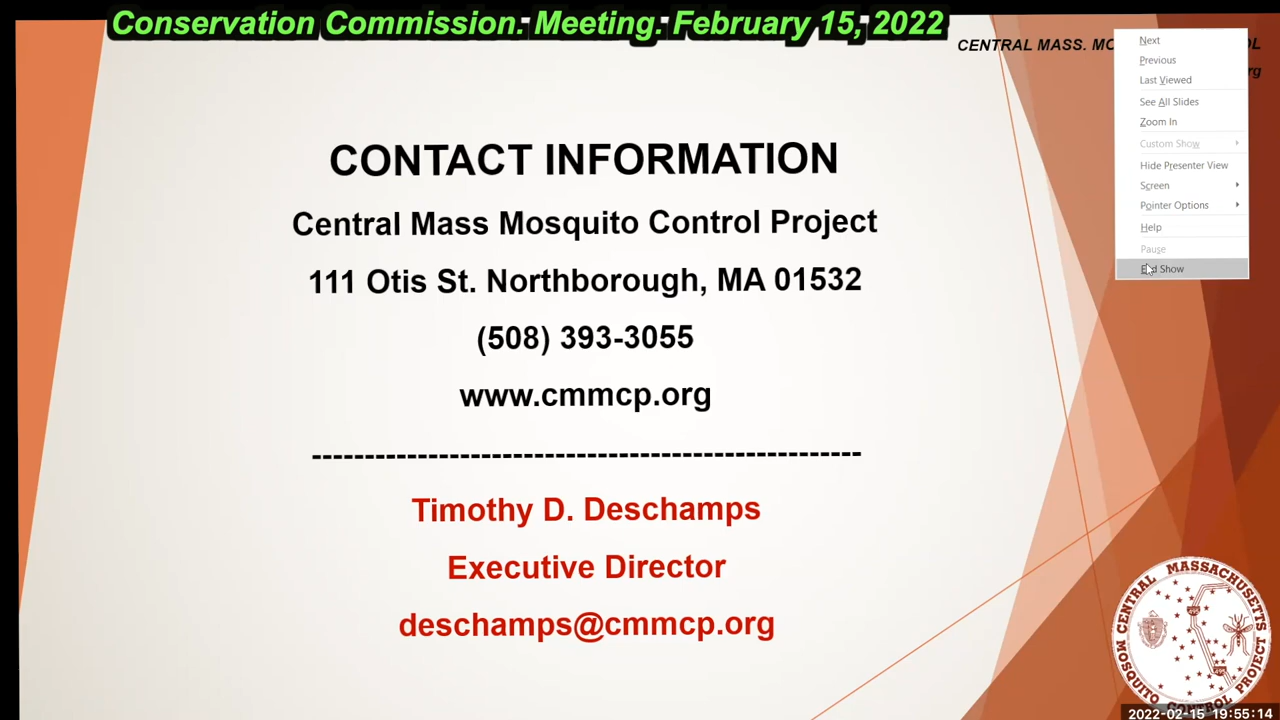 Conservation Commission. Meeting. February 15, 2022
CENTRAL MASS.
CONTACT INFORMATION
Central Mass Mosquito Control Project
111 Otis St. Northborough, MA 01532
(508) 393-3055
www.cmmcp.org
-----------------------------------------------------
Timothy D. Deschamps
Executive Director
deschamps@cmmcp.org
Next
Previous
Last Viewed
See All Slides
Zoom In
Custom Show
Hide Presenter View
Screen
Pointer Options
Help
Pause
End Show
CENTRAL MASSACHUSETTS
MOSQUITO CONTROL PROJECT
495
495
2022-02-15 19:55:14